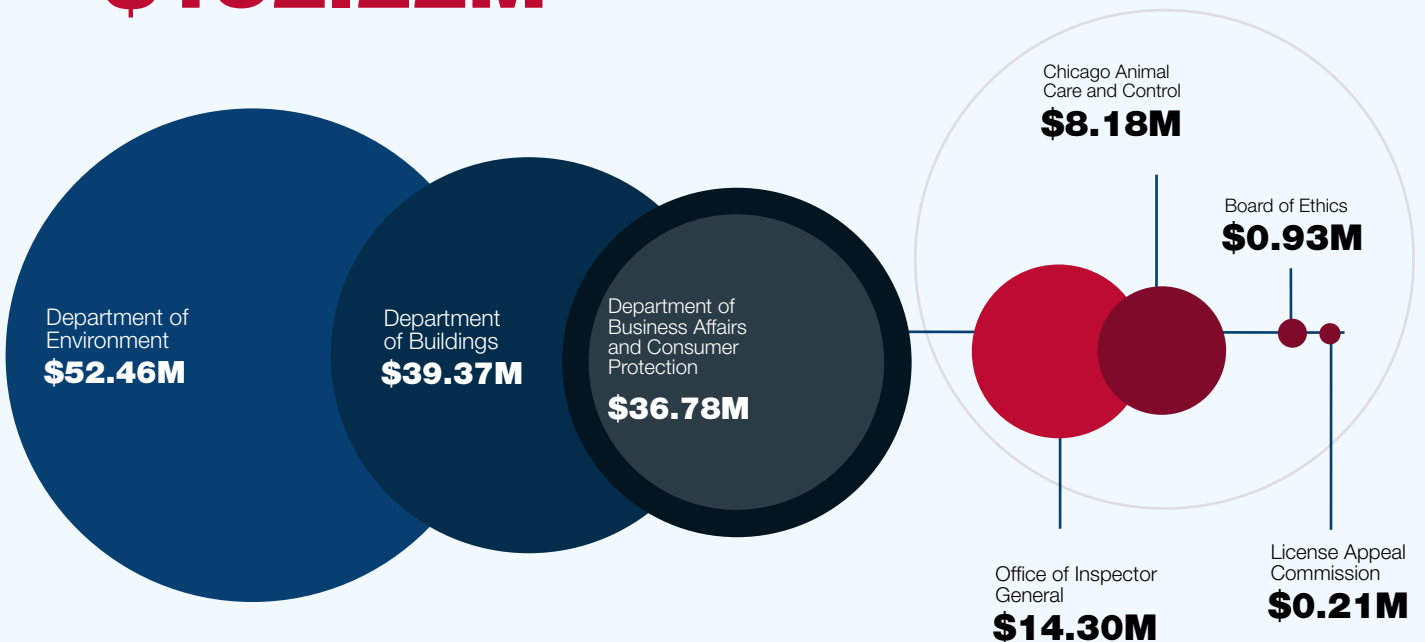 Department of
Environment
$52.46M
Department
of Buildings
$39.37M
Department of
Business Affairs
and Consumer
Protection
$36.78M
Chicago Animal
Care and Control
$8.18M
Board of Ethics
$0.93M
Office of Inspector
General
$14.30M
License Appeal
Commission
$0.21M